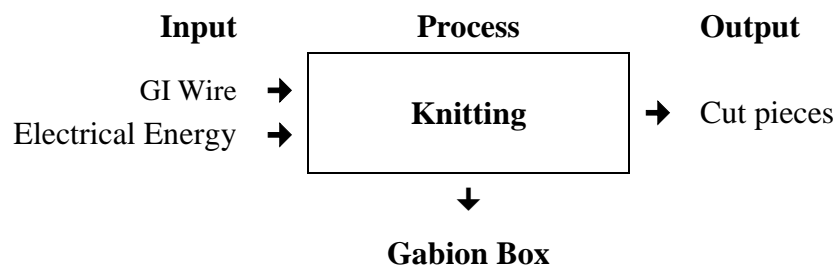 Input Process Output
GI Wire
Knitting
Electrical Energy
Cut pieces
Gabion Box